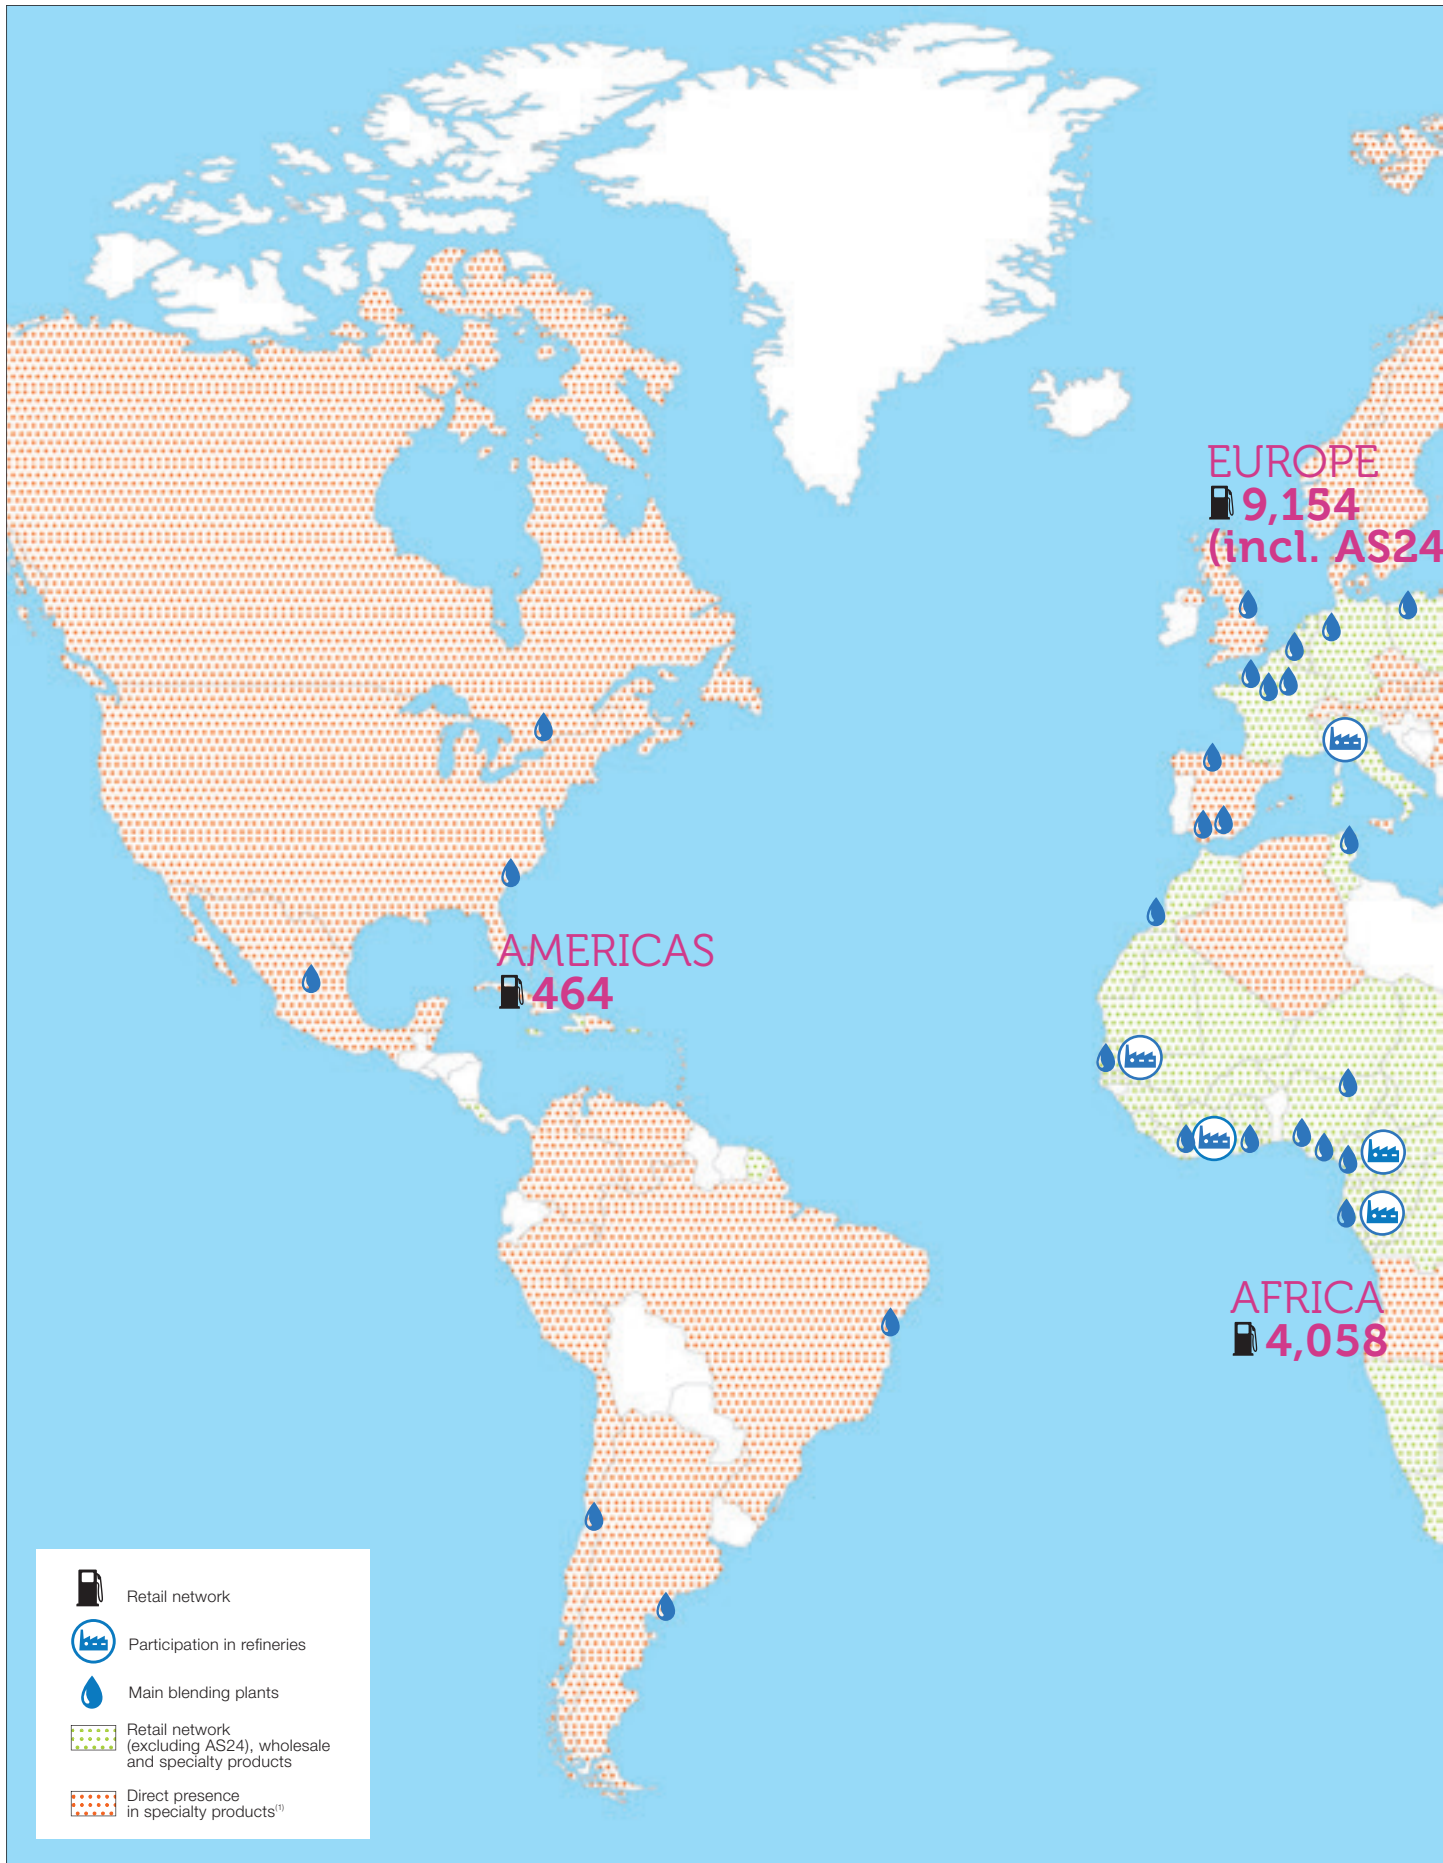 EUROPE
9,154
(incl. AS24
AMERICAS
464
AFRICA
4,058
Retail network
Participation in refineries
Main blending plants
Retail network
(excluding AS24), wholesale
and specialty products
Direct presence
in specialty products(1)